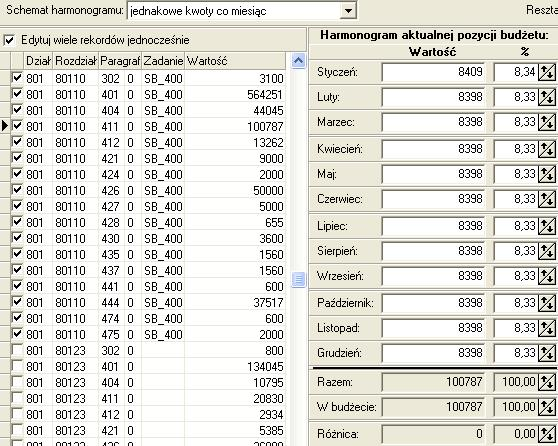 Schemat harmonogramu: jednakowe kwoty co miesiąc
Reszta
Edytuj wiele rekordów jednocześnie
Dział Rozdział Paragraf Zadanie Wartość
801 80110 302 0 SB_400 3100
801 80110 401 0 SB_400 564251
801 80110 404 0 SB_400 44045
801 80110 411 0 SB_400 100787
801 80110 412 0 SB_400 13262
801 80110 421 0 SB_400 9000
801 80110 424 0 SB_400 2000
801 80110 426 0 SB_400 50000
801 80110 427 0 SB_400 5000
801 80110 428 0 SB_400 655
801 80110 430 0 SB_400 3600
801 80110 435 0 SB_400 1560
801 80110 437 0 SB_400 1560
801 80110 441 0 SB_400 600
801 80110 444 0 SB_400 37517
801 80110 474 0 SB_400 600
801 80110 475 0 SB_400 2000
801 80123 302 0 800
801 80123 401 0 134045
801 80123 404 0 10795
801 80123 411 0 20830
801 80123 412 0 2934
801 80123 421 0 5385
Harmonogram aktualnej pozycji budżetu:
Wartość %
Styczeń: 8409 8,34
Luty: 8398 8,33
Marzec: 8398 8,33
Kwiecień: 8398 8,33
Maj: 8398 8,33
Czerwiec: 8398 8,33
Lipiec: 8398 8,33
Sierpień: 8398 8,33
Wrzesień: 8398 8,33
Październik: 8398 8,33
Listopad: 8398 8,33
Grudzień: 8398 8,33
Razem: 100787 100,00
W budżecie: 100787 100,00
Różnica: 0 0,00